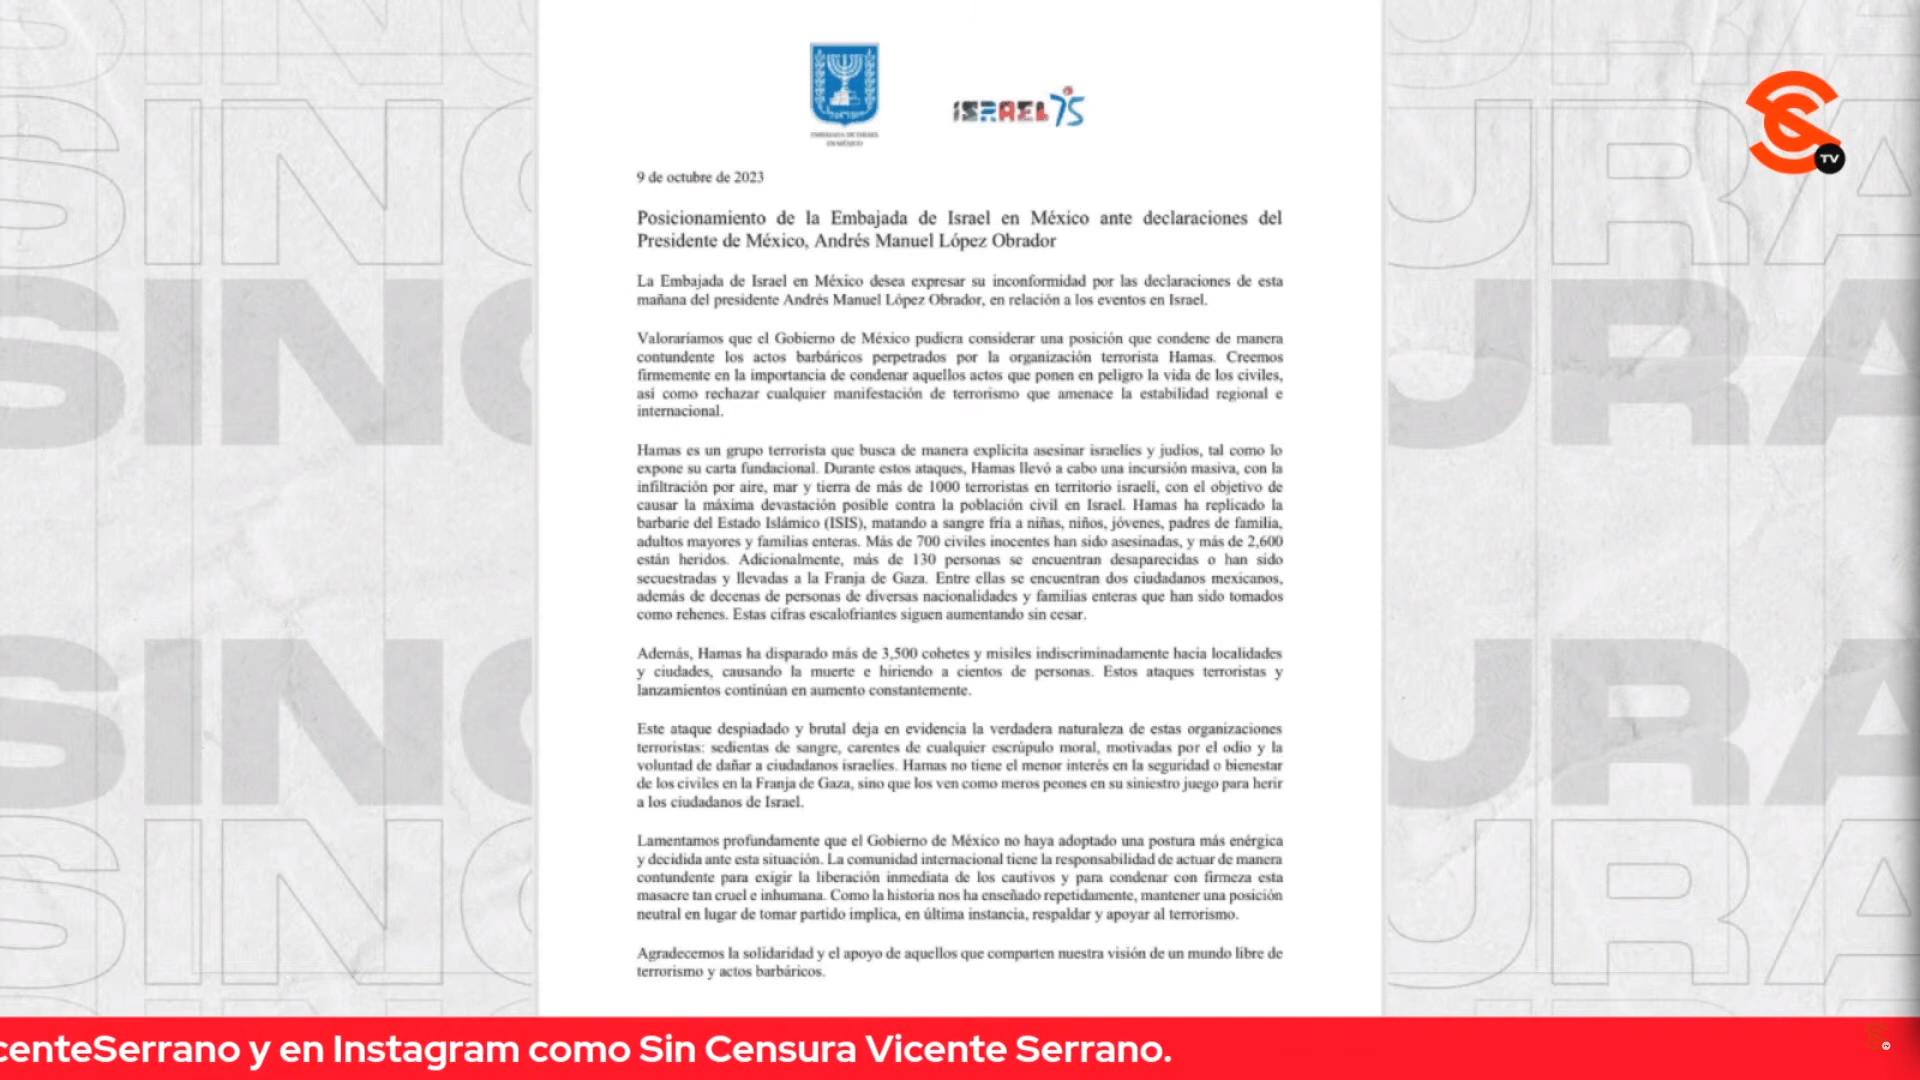 EMBAJADA DE ISRAEL
EN MÉXICO
ISRAEL 75
TV
9 de octubre de 2023
Posicionamiento de la Embajada de Israel en México ante declaraciones del
Presidente de México, Andrés Manuel López Obrador
La Embajada de Israel en México desea expresar su inconformidad por las declaraciones de esta
mañana del presidente Andrés Manuel López Obrador, en relación a los eventos en Israel.
Valoraríamos que el Gobierno de México pudiera considerar una posición que condene de manera
contundente los actos barbáricos perpetrados por la organización terrorista Hamas. Creemos
firmemente en la importancia de condenar aquellos actos que ponen en peligro la vida de los civiles,
así como rechazar cualquier manifestación de terrorismo que amenace la estabilidad regional e
internacional.
Hamas es un grupo terrorista que busca de manera explícita asesinar israelíes y judíos, tal como lo
expone su carta fundacional. Durante estos ataques, Hamas llevó a cabo una incursión masiva, con la
infiltración por aire, mar y tierra de más de 1000 terroristas en territorio israelí, con el objetivo de
causar la máxima devastación posible contra la población civil en Israel. Hamas ha replicado la
barbarie del Estado Islámico (ISIS), matando a sangre fría a niñas, niños, jóvenes, padres de familia,
adultos mayores y familias enteras. Más de 700 civiles inocentes han sido asesinadas, y más de 2,600
están heridos. Adicionalmente, más de 130 personas se encuentran desaparecidas o han sido
secuestradas y llevadas a la Franja de Gaza. Entre ellas se encuentran dos ciudadanos mexicanos,
además de decenas de personas de diversas nacionalidades y familias enteras que han sido tomados
como rehenes. Estas cifras escalofriantes siguen aumentando sin cesar.
Además, Hamas ha disparado más de 3,500 cohetes y misiles indiscriminadamente hacia localidades
y ciudades, causando la muerte e hiriendo a cientos de personas. Estos ataques terroristas y
lanzamientos continúan en aumento constantemente.
Este ataque despiadado y brutal deja en evidencia la verdadera naturaleza de estas organizaciones
terroristas: sedientas de sangre, carentes de cualquier escrúpulo moral, motivadas por el odio y la
voluntad de dañar a ciudadanos israelíes. Hamas no tiene el menor interés en la seguridad o bienestar
de los civiles en la Franja de Gaza, sino que los ven como meros peones en su siniestro juego para herir
a los ciudadanos de Israel.
Lamentamos profundamente que el Gobierno de México no haya adoptado una postura más enérgica
y decidida ante esta situación. La comunidad internacional tiene la responsabilidad de actuar de manera
contundente para exigir la liberación inmediata de los cautivos y para condenar con firmeza esta
masacre tan cruel e inhumana. Como la historia nos ha enseñado repetidamente, mantener una posición
neutral en lugar de tomar partido implica, en última instancia, respaldar y apoyar al terrorismo.
Agradecemos la solidaridad y el apoyo de aquellos que comparten nuestra visión de un mundo libre de
terrorismo y actos barbáricos.
centeSerrano y en Instagram como Sin Censura Vicente Serrano.